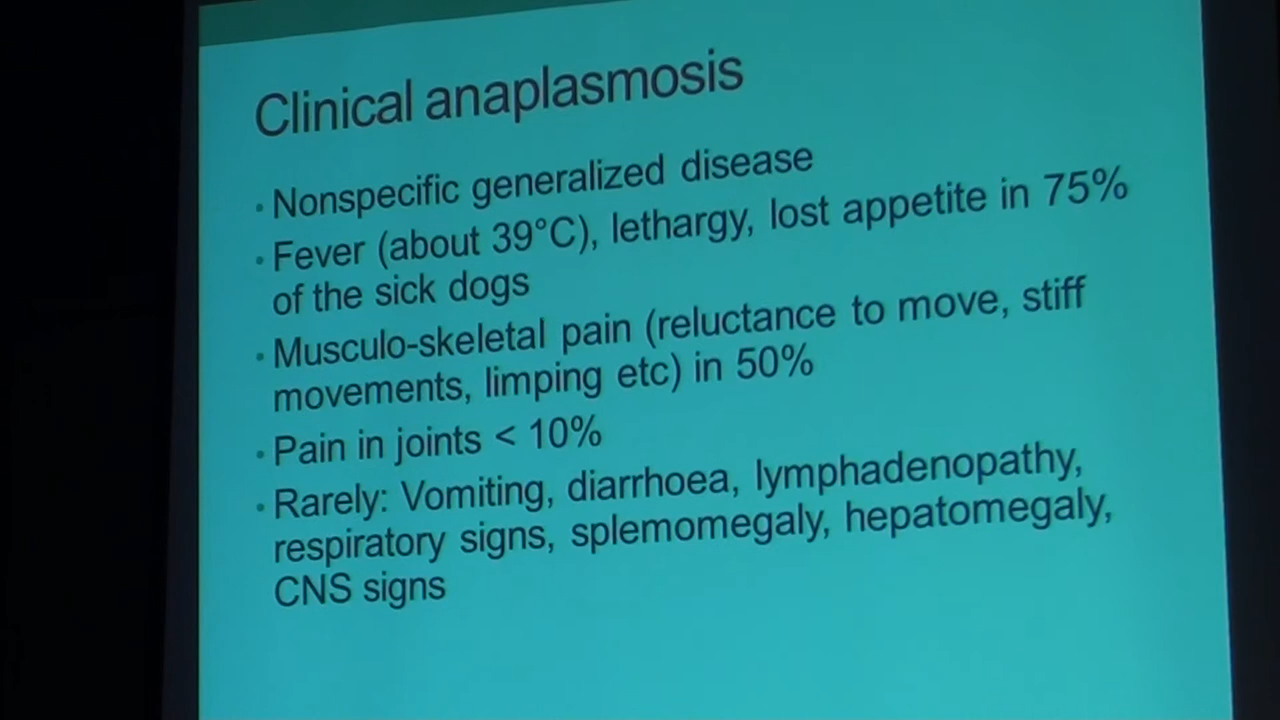 Clinical anaplasmosis
• Nonspecific generalized disease
• Fever (about 39°C), lethargy, lost appetite in 75%
of the sick dogs
• Musculo-skeletal pain (reluctance to move, stiff
movements, limping etc) in 50%
• Pain in joints < 10%
• Rarely: Vomiting, diarrhoea, lymphadenopathy,
respiratory signs, splemomegaly, hepatomegaly,
CNS signs